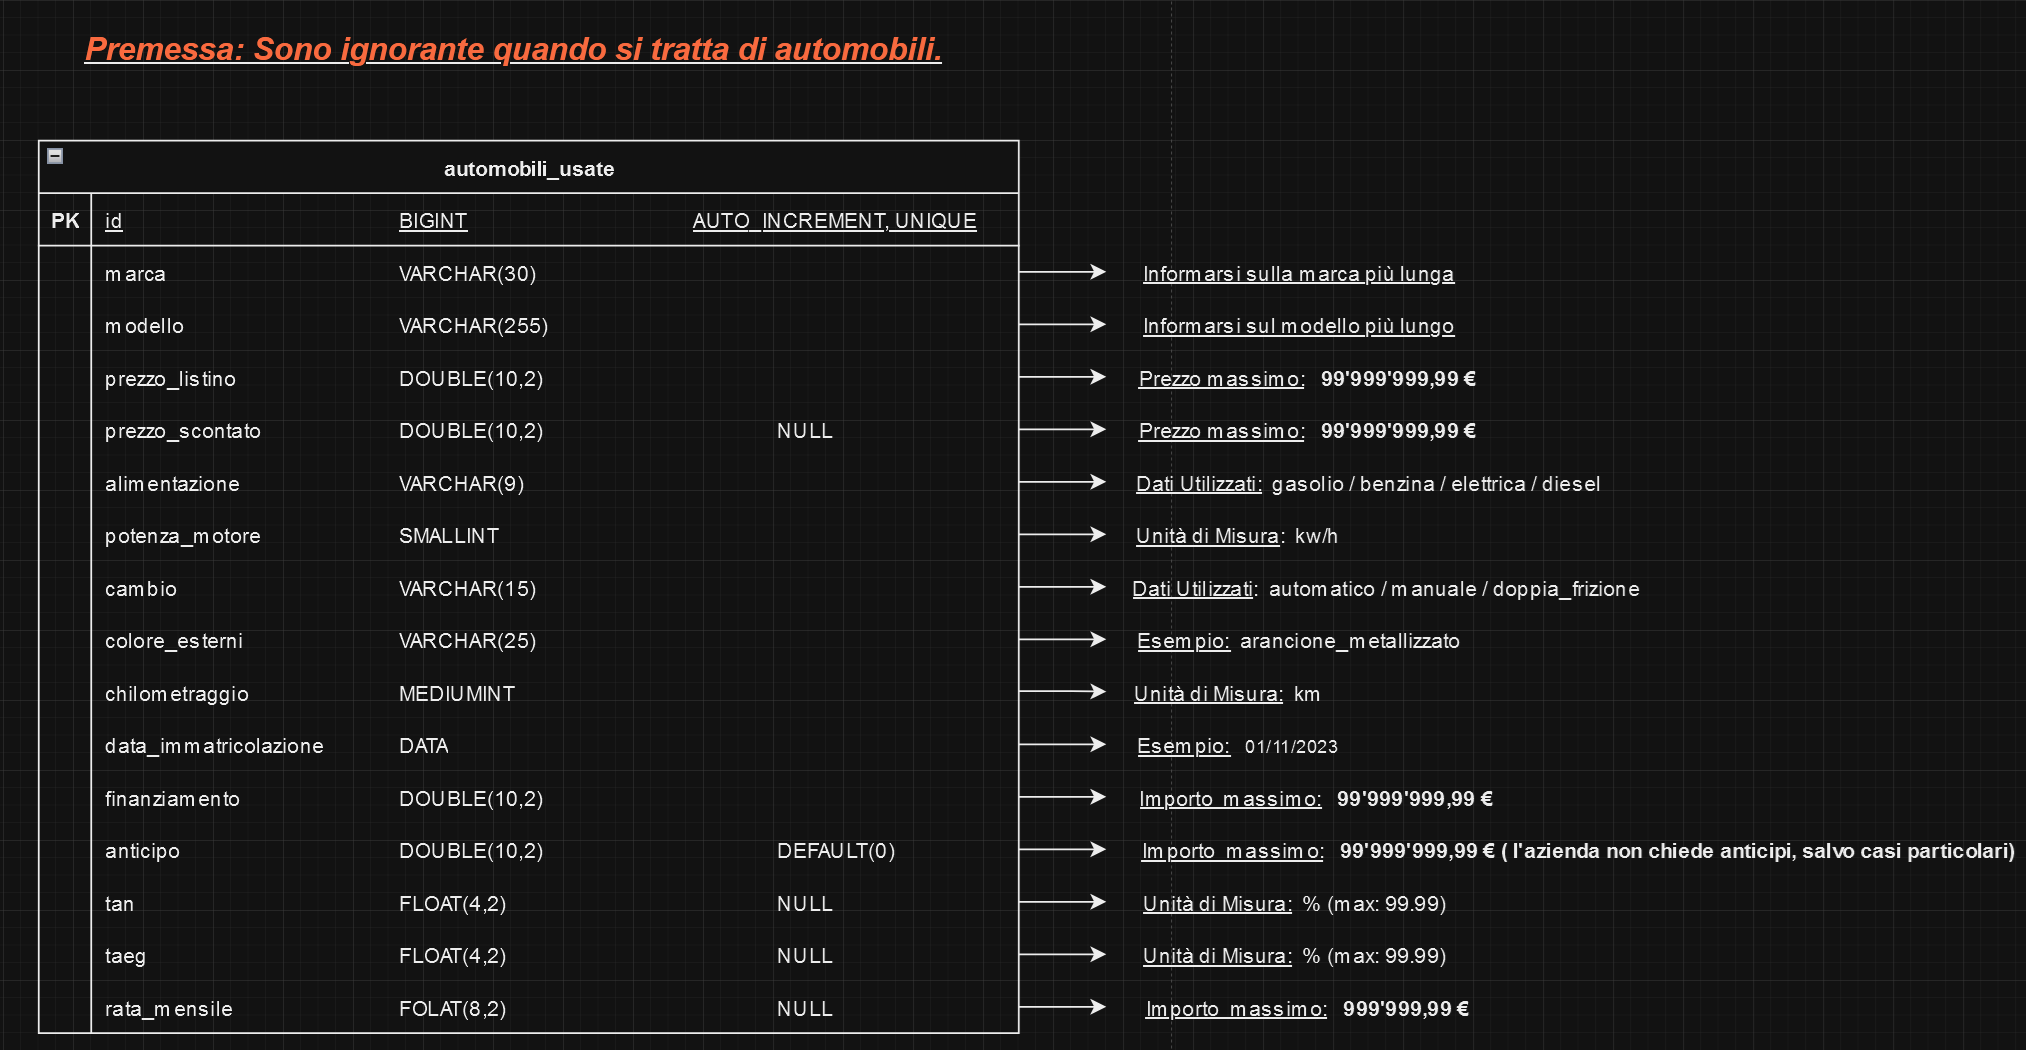 Premessa: Sono ignorante quando si tratta di automobili.
automobili_usate
PK id BIGINT AUTO_INCREMENT, UNIQUE
marca VARCHAR(30) Informarsi sulla marca più lunga
modello VARCHAR(255) Informarsi sul modello più lungo
prezzo_listino DOUBLE(10,2) Prezzo massimo: 99'999'999,99 €
prezzo_scontato DOUBLE(10,2) NULL Prezzo massimo: 99'999'999,99 €
alimentazione VARCHAR(9) Dati Utilizzati: gasolio / benzina / elettrica / diesel
potenza_motore SMALLINT Unità di Misura: kw/h
cambio VARCHAR(15) Dati Utilizzati: automatico / manuale / doppia_frizione
colore_esterni VARCHAR(25) Esempio: arancione_metallizzato
chilometraggio MEDIUMINT Unità di Misura: km
data_immatricolazione DATA Esempio: 01/11/2023
finanziamento DOUBLE(10,2) Importo massimo: 99'999'999,99 €
anticipo DOUBLE(10,2) DEFAULT(0) Importo massimo: 99'999'999,99 € ( l'azienda non chiede anticipi, salvo casi particolari)
tan FLOAT(4,2) NULL Unità di Misura: % (max: 99.99)
taeg FLOAT(4,2) NULL Unità di Misura: % (max: 99.99)
rata_mensile FOLAT(8,2) NULL Importo massimo: 999'999,99 €